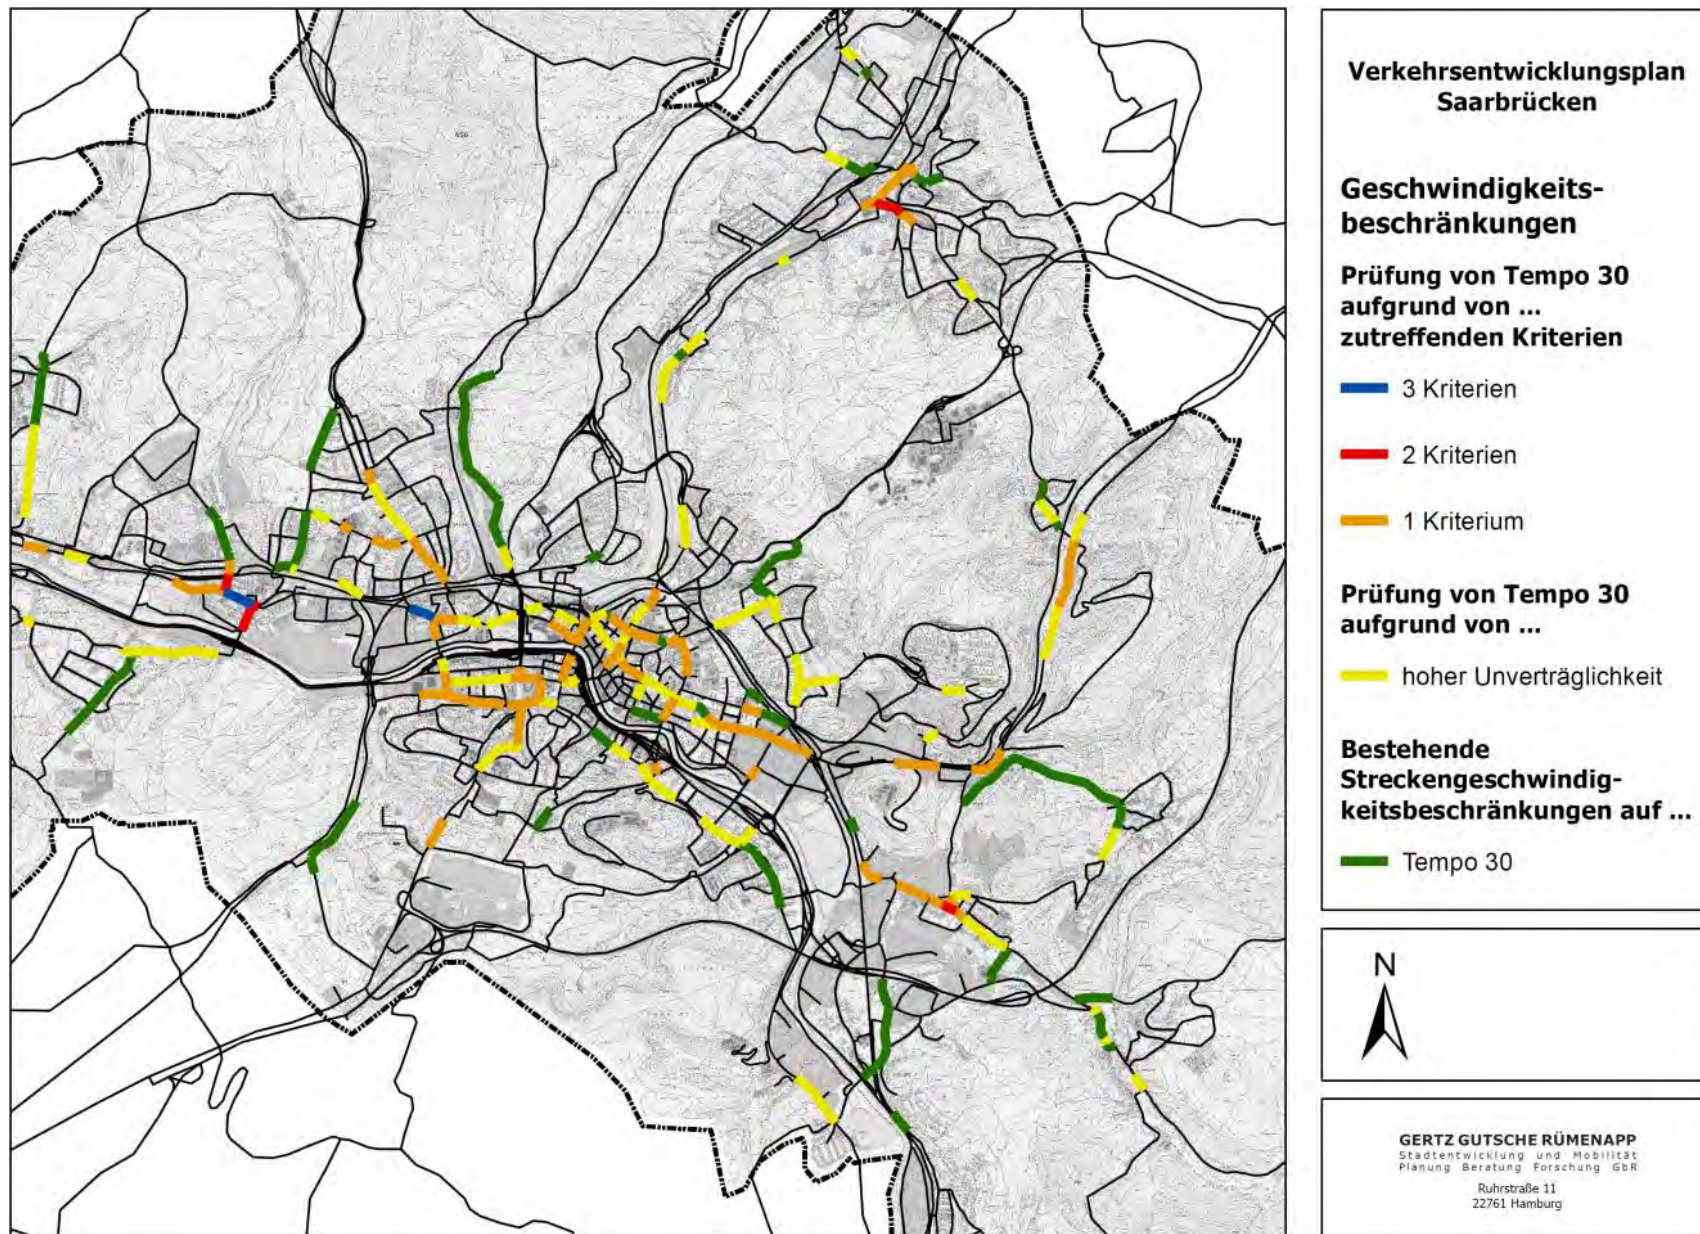 Verkehrsentwicklungsplan
Saarbrücken
Geschwindigkeits-
beschränkungen
Prüfung von Tempo 30
aufgrund von ...
zutreffenden Kriterien
3 Kriterien
2 Kriterien
1 Kriterium
Prüfung von Tempo 30
aufgrund von ...
hoher Unverträglichkeit
Bestehende
Streckengeschwindig-
keitsbeschränkungen auf ...
Tempo 30
N
GERTZ GUTSCHE RÜMENAPP
Stadtentwicklung und Mobilität
Planung Beratung Forschung GbR
Ruhrstraße 11
22761 Hamburg